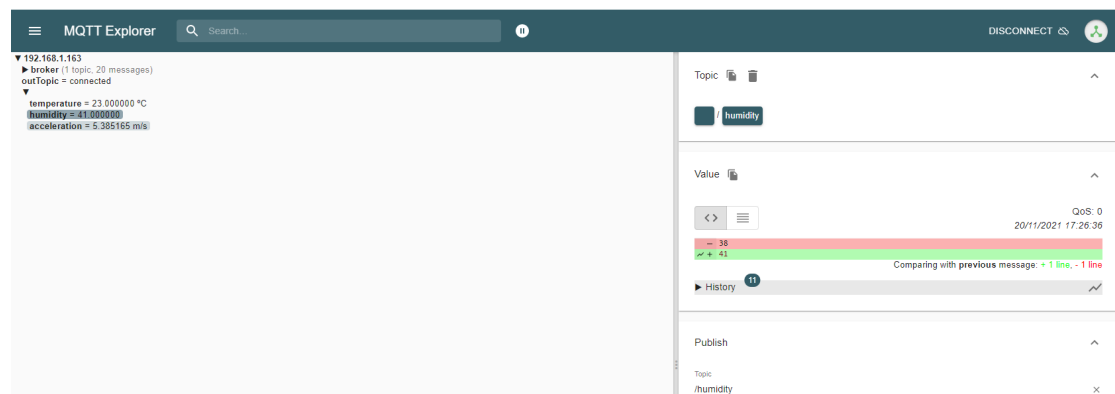 MQTT Explorer
Search...
DISCONNECT
▼ 192.168.1.163
▶ broker (1 topic, 20 messages)
outTopic = connected
▼
temperature = 23.000000 ºC
humidity = 41.000000
acceleration = 5.385165 m/s
Topic
/ humidity
Value
QoS: 0
20/11/2021 17:26:36
- 38
+ 41
Comparing with previous message: + 1 line, - 1 line
▶ History 11
Publish
Topic
/humidity